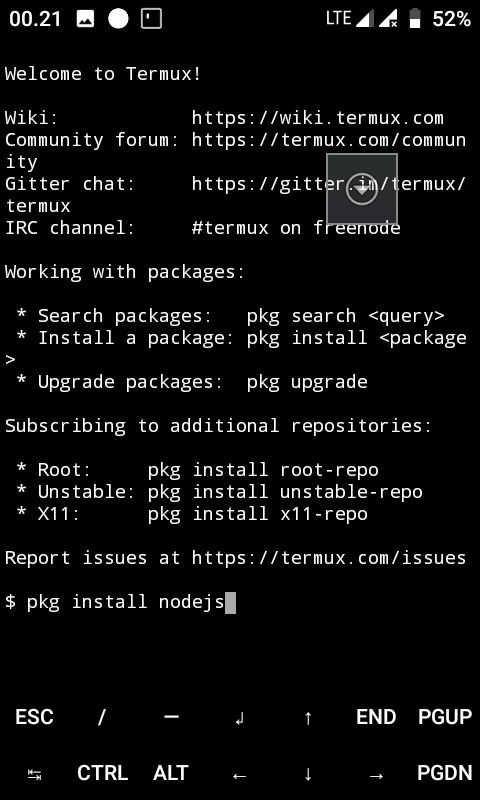 00.21 LTE 52%
Welcome to Termux!
Wiki: https://wiki.termux.com
Community forum: https://termux.com/commun
ity
Gitter chat: https://gitter.im/termux/
termux
IRC channel: #termux on freenode
Working with packages:
* Search packages: pkg search <query>
* Install a package: pkg install <package
>
* Upgrade packages: pkg upgrade
Subscribing to additional repositories:
* Root: pkg install root-repo
* Unstable: pkg install unstable-repo
* X11: pkg install x11-repo
Report issues at https://termux.com/issues
$ pkg install nodejs
ESC / — ↲ ↑ END PGUP
↹ CTRL ALT ← ↓ → PGDN